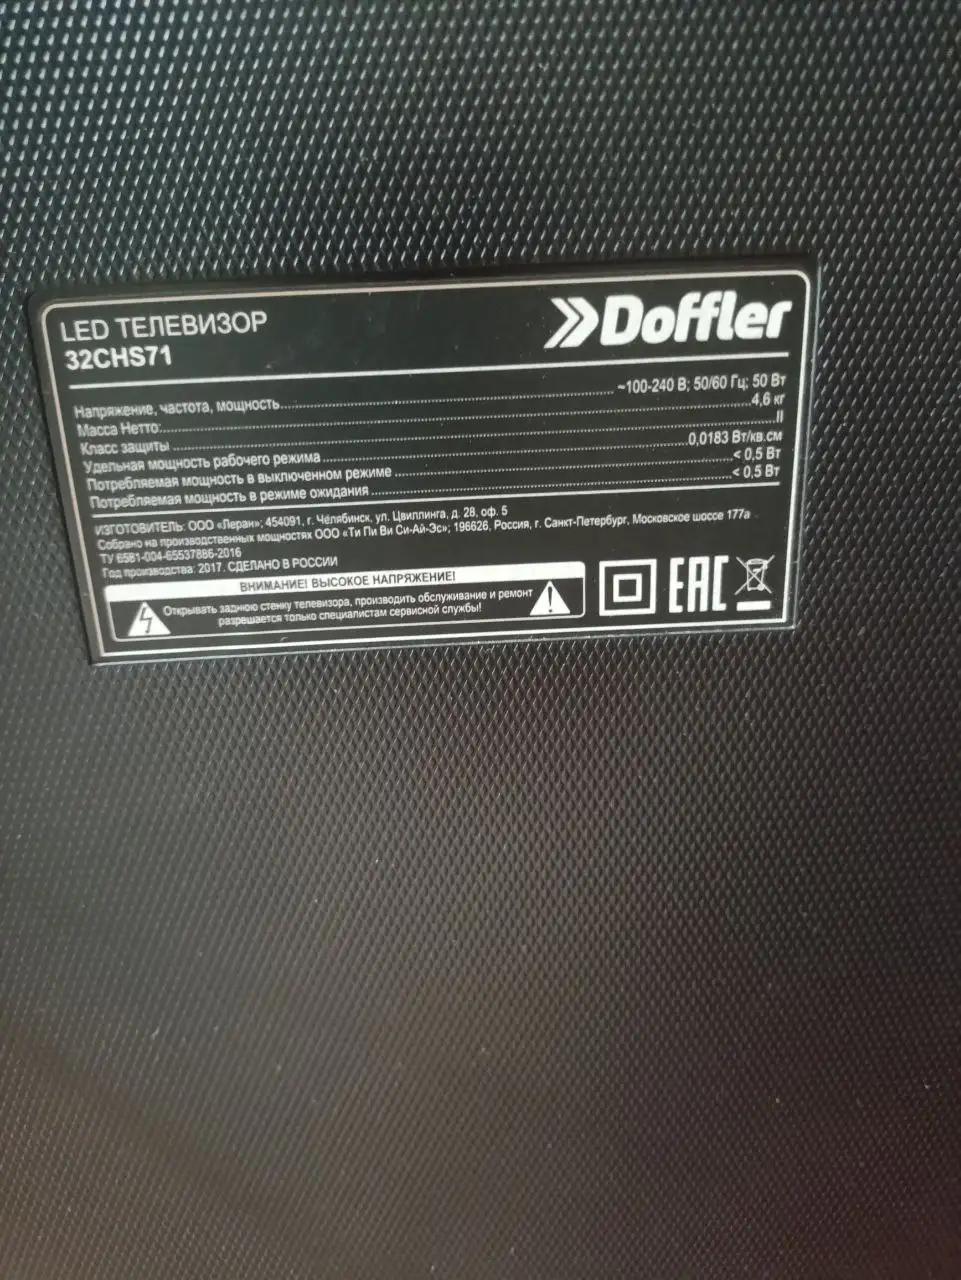 LED ТЕЛЕВИЗОР
32CHS71
Doffler
Напряжение, частота, мощность ~100-240 В; 50/60 Гц; 50 Вт
Масса Нетто: 4,6 кг
Класс защиты II
Удельная мощность рабочего режима 0,0183 Вт/кв.см
Потребляемая мощность в выключенном режиме < 0,5 Вт
Потребляемая мощность в режиме ожидания < 0,5 Вт
ИЗГОТОВИТЕЛЬ: ООО «Леран»; 454091, г. Челябинск, ул. Цвиллинга, д. 28, оф. 5
Собрано на производственных мощностях ООО «Ти Пи Ви Си-Ай-Эс»; 196626, Россия, г. Санкт-Петербург, Московское шоссе 177а
ТУ 6581-004-65537886-2016
Год производства: 2017. СДЕЛАНО В РОССИИ
ВНИМАНИЕ! ВЫСОКОЕ НАПРЯЖЕНИЕ!
Открывать заднюю стенку телевизора, производить обслуживание и ремонт
разрешается только специалистам сервисной службы!
EAC